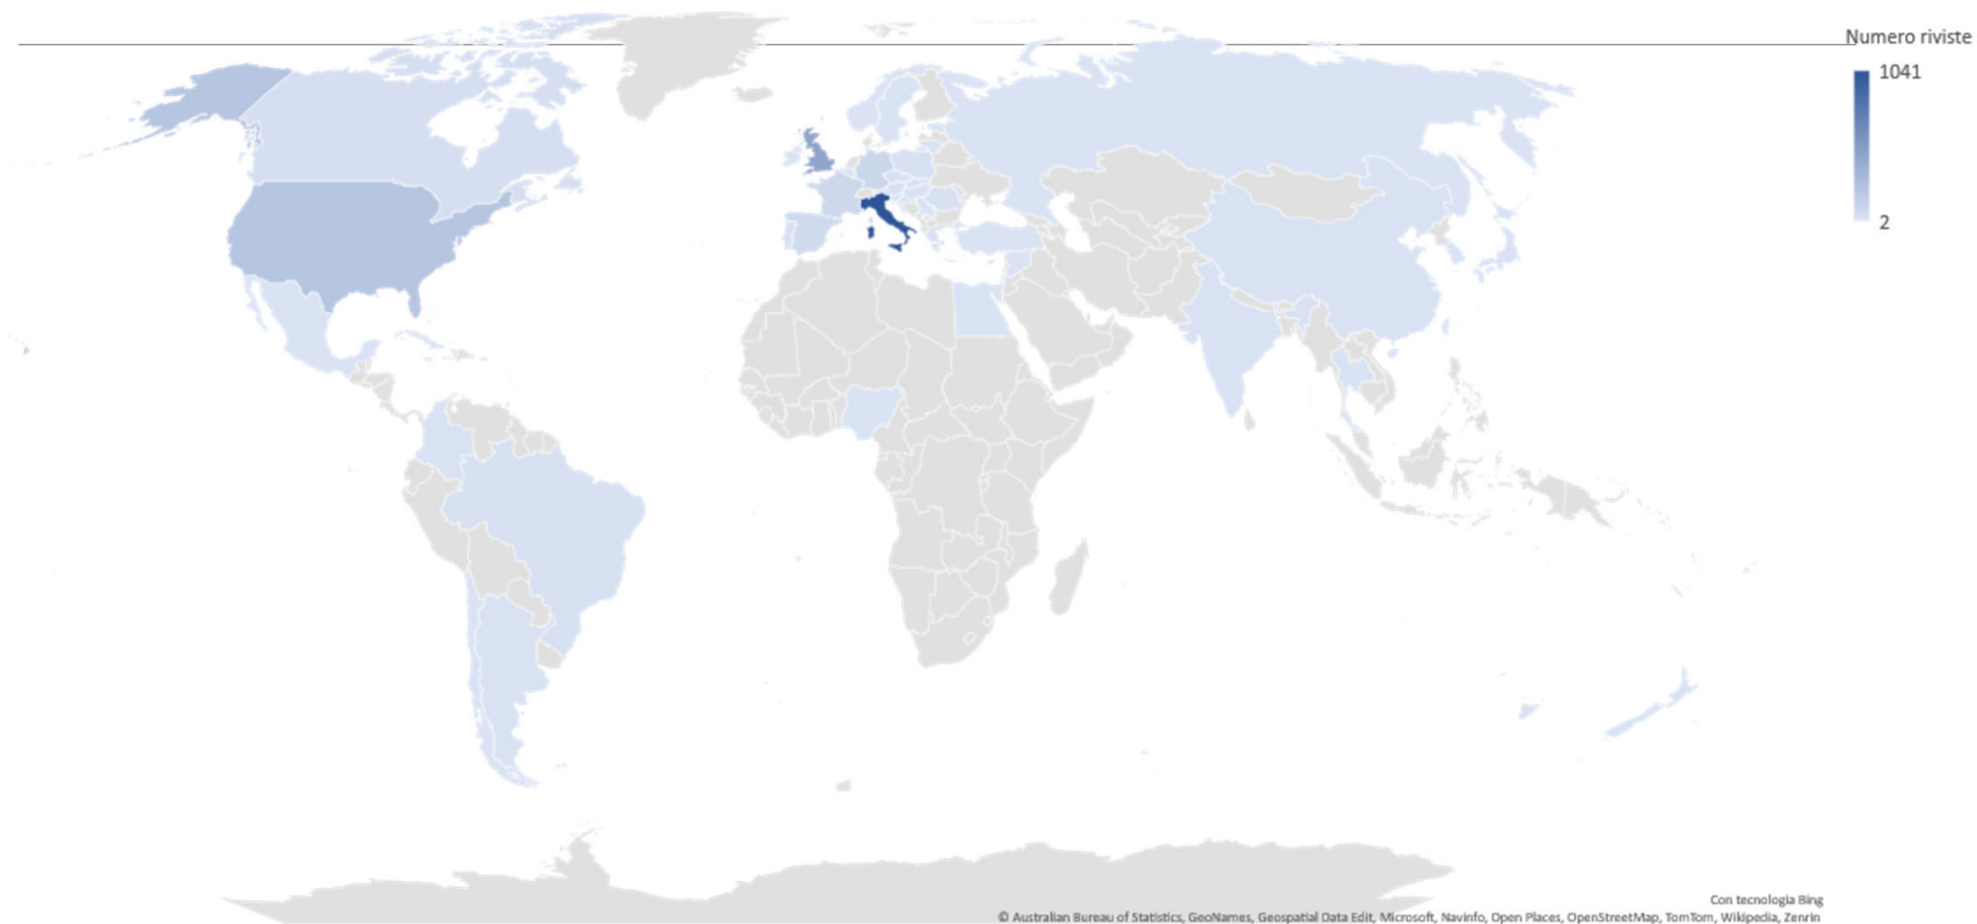 Numero riviste
1041
2
Con tecnologia Bing
© Australian Bureau of Statistics, GeoNames, Geospatial Data Edit, Microsoft, Navinfo, Open Places, OpenStreetMap, TomTom, Wikipedia, Zenrin